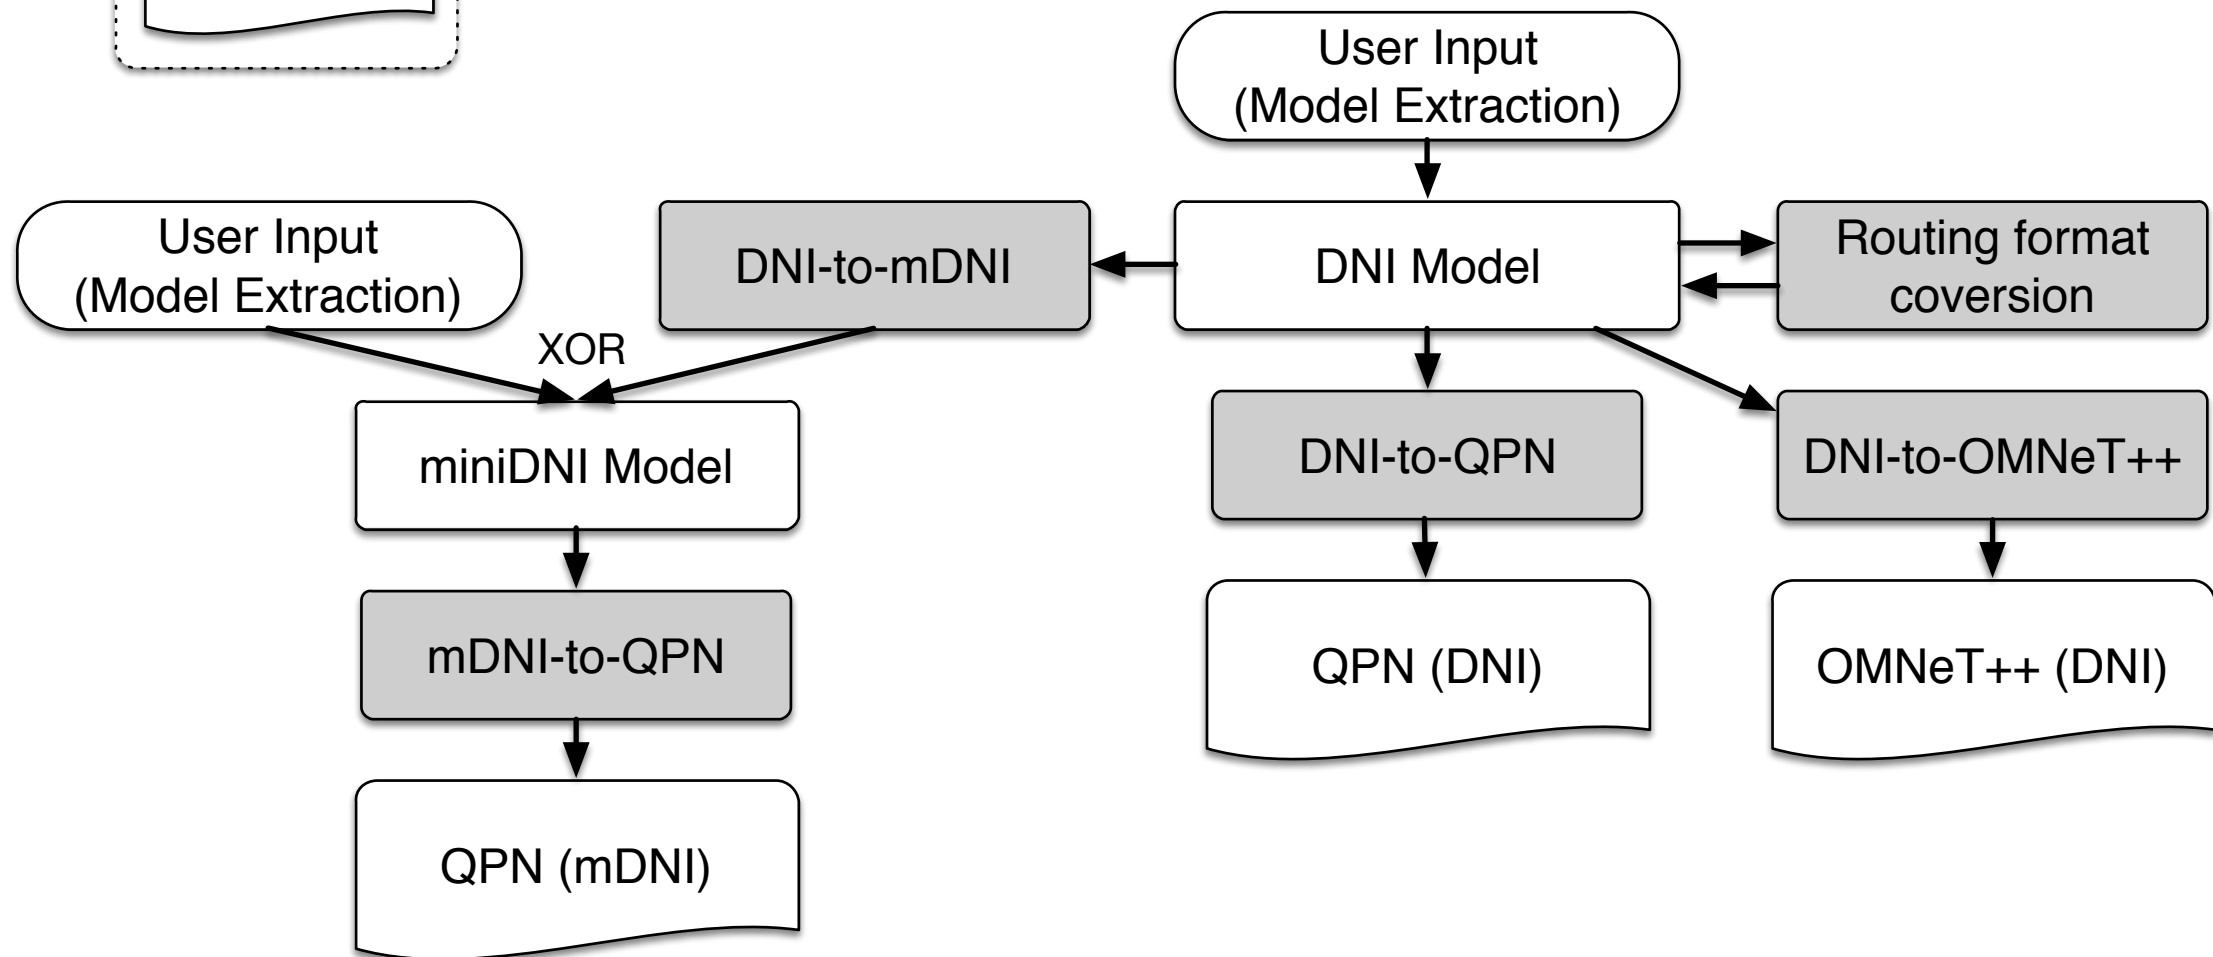 User Input
(Model Extraction)
User Input
(Model Extraction)
DNI-to-mDNI
DNI Model
Routing format
coversion
XOR
miniDNI Model
DNI-to-QPN
DNI-to-OMNeT++
mDNI-to-QPN
QPN (DNI)
OMNeT++ (DNI)
QPN (mDNI)